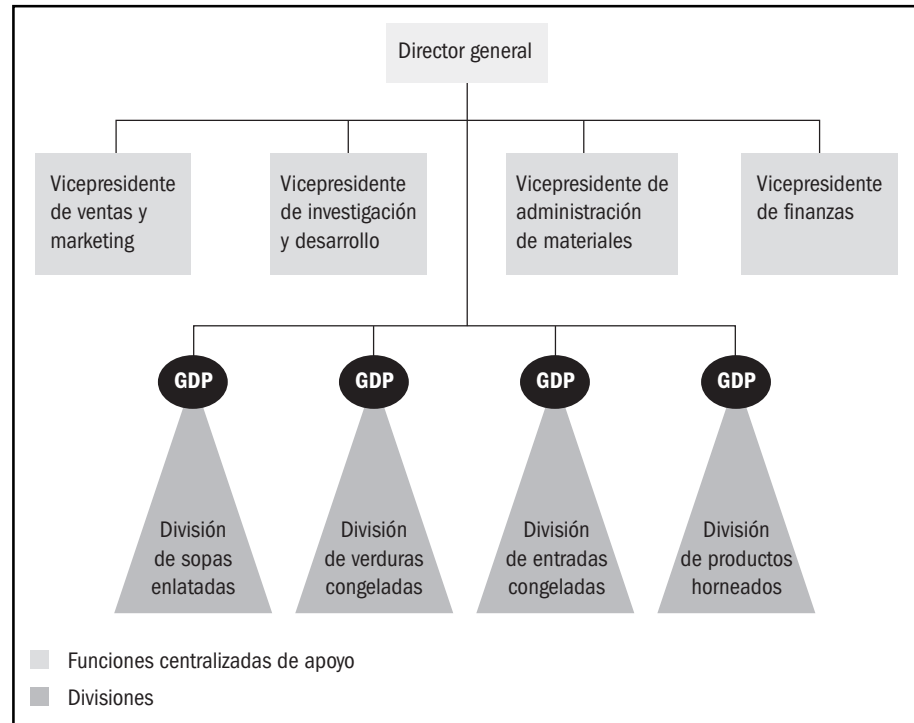 Director general
Vicepresidente
de ventas y
marketing
Vicepresidente
de investigación
y desarrollo
Vicepresidente de
administración
de materiales
Vicepresidente
de finanzas
GDP
GDP
GDP
GDP
División
de sopas
enlatadas
División
de verduras
congeladas
División
de entradas
congeladas
División
de productos
horneados
Funciones centralizadas de apoyo
Divisiones